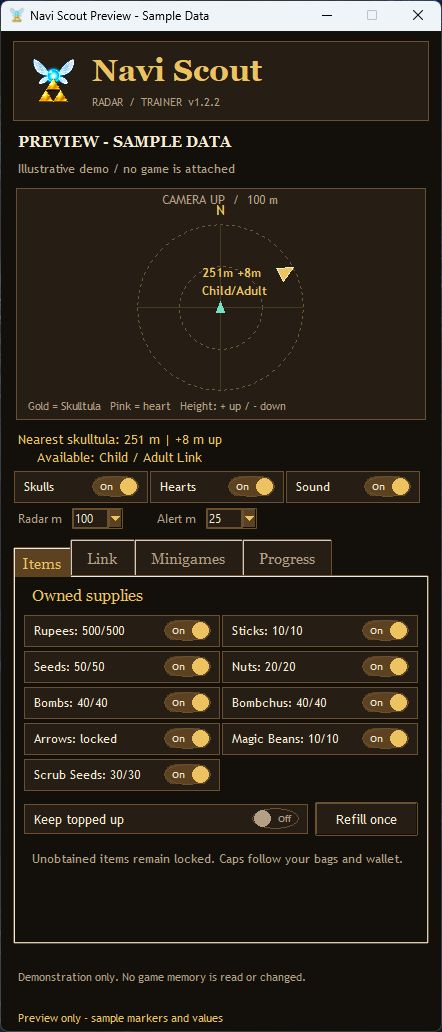 Navi Scout Preview - Sample Data
Navi Scout
RADAR / TRAINER v1.2.2
PREVIEW - SAMPLE DATA
Illustrative demo / no game is attached
CAMERA UP / 100 m
N
251m +8m
Child/Adult
Gold = Skulltula Pink = heart Height: + up / - down
Nearest skulltula: 251 m | +8 m up
Available: Child / Adult Link
Skulls On Hearts On Sound On
Radar m 100 Alert m 25
Items Link Minigames Progress
Owned supplies
Rupees: 500/500 On Sticks: 10/10 On
Seeds: 50/50 On Nuts: 20/20 On
Bombs: 40/40 On Bombchus: 40/40 On
Arrows: locked On Magic Beans: 10/10 On
Scrub Seeds: 30/30 On
Keep topped up Off Refill once
Unobtained items remain locked. Caps follow your bags and wallet.
Demonstration only. No game memory is read or changed.
Preview only - sample markers and values